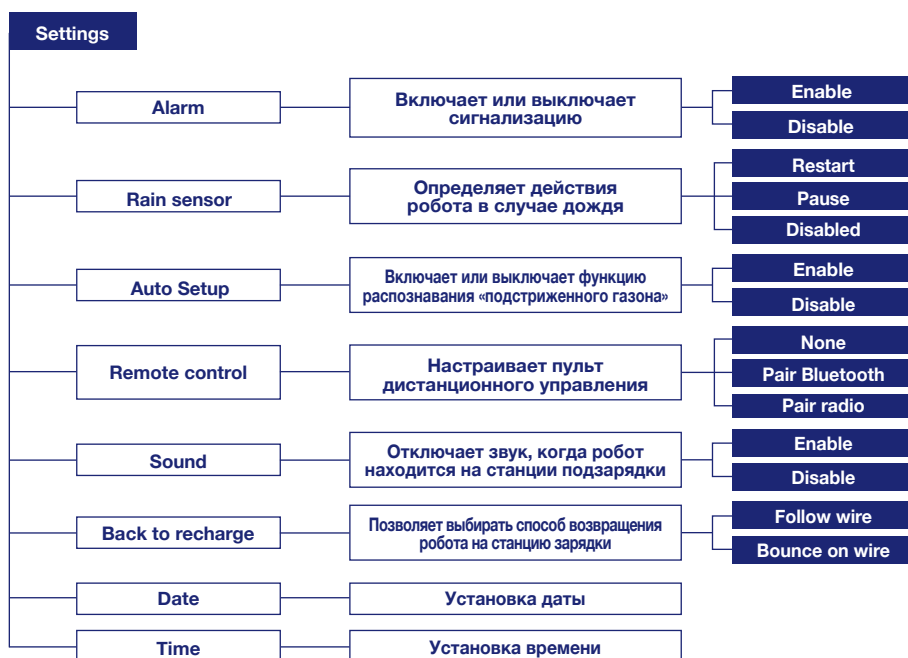 Settings
Alarm
Включает или выключает
сигнализацию
Enable
Disable
Rain sensor
Определяет действия
робота в случае дождя
Restart
Pause
Disabled
Auto Setup
Включает или выключает функцию
распознавания «подстриженного газона»
Enable
Disable
Remote control
Настраивает пульт
дистанционного управления
None
Pair Bluetooth
Pair radio
Sound
Отключает звук, когда робот
находится на станции подзарядки
Enable
Disable
Back to recharge
Позволяет выбирать способ возвращения
робота на станцию зарядки
Follow wire
Bounce on wire
Date
Установка даты
Time
Установка времени